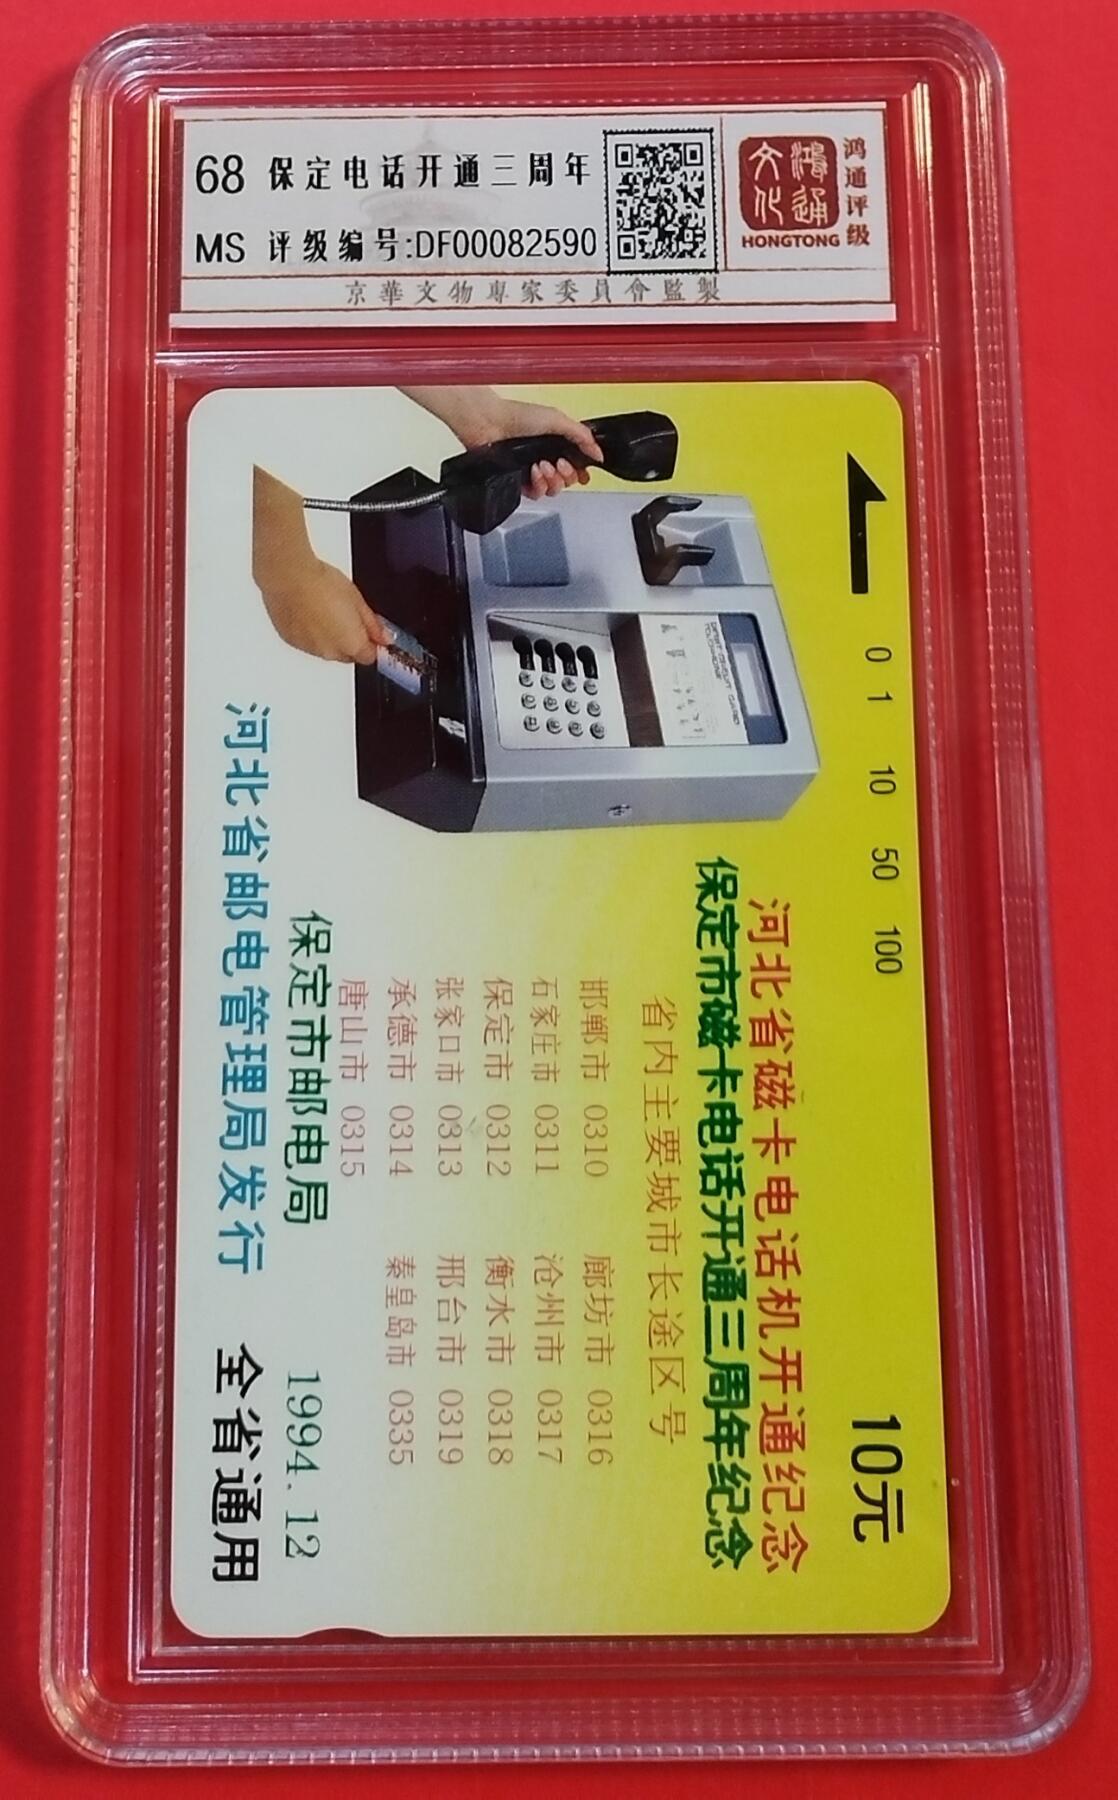 68 保定电话开通三周年
MS 评级编号:DF00082590
京華文物專家委員會監製
鸿通文化
HONGTONG
鸿通评级
0 1 10 50 100
10元
河北省磁卡电话机开通纪念
保定市磁卡电话开通三周年纪念
省内主要城市长途区号
邯郸市 0310 廊坊市 0316
石家庄市 0311 沧州市 0317
保定市 0312 衡水市 0318
张家口市 0313 邢台市 0319
承德市 0314 秦皇岛市 0335
唐山市 0315
保定市邮电局 1994.12
河北省邮电管理局发行 全省通用